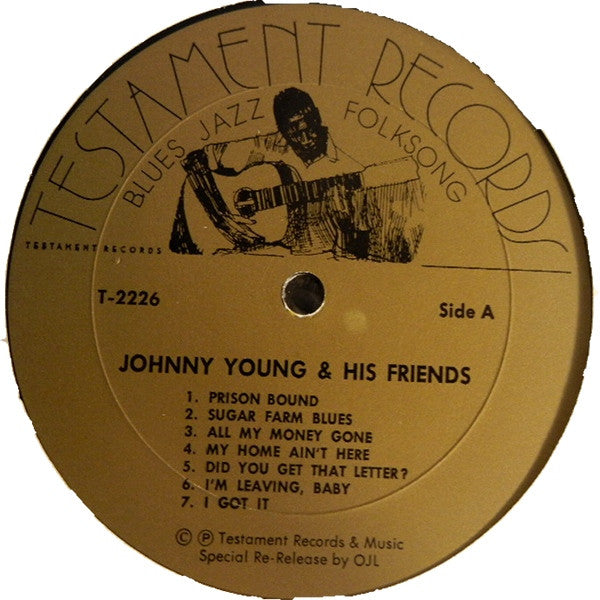 TESTAMENT RECORDS
BLUES JAZZ FOLKSONG
TESTAMENT RECORDS
T-2226
Side A
JOHNNY YOUNG & HIS FRIENDS
1. PRISON BOUND
2. SUGAR FARM BLUES
3. ALL MY MONEY GONE
4. MY HOME AIN'T HERE
5. DID YOU GET THAT LETTER?
6. I'M LEAVING, BABY
7. I GOT IT
© ℗ Testament Records & Music
Special Re-Release by OJL